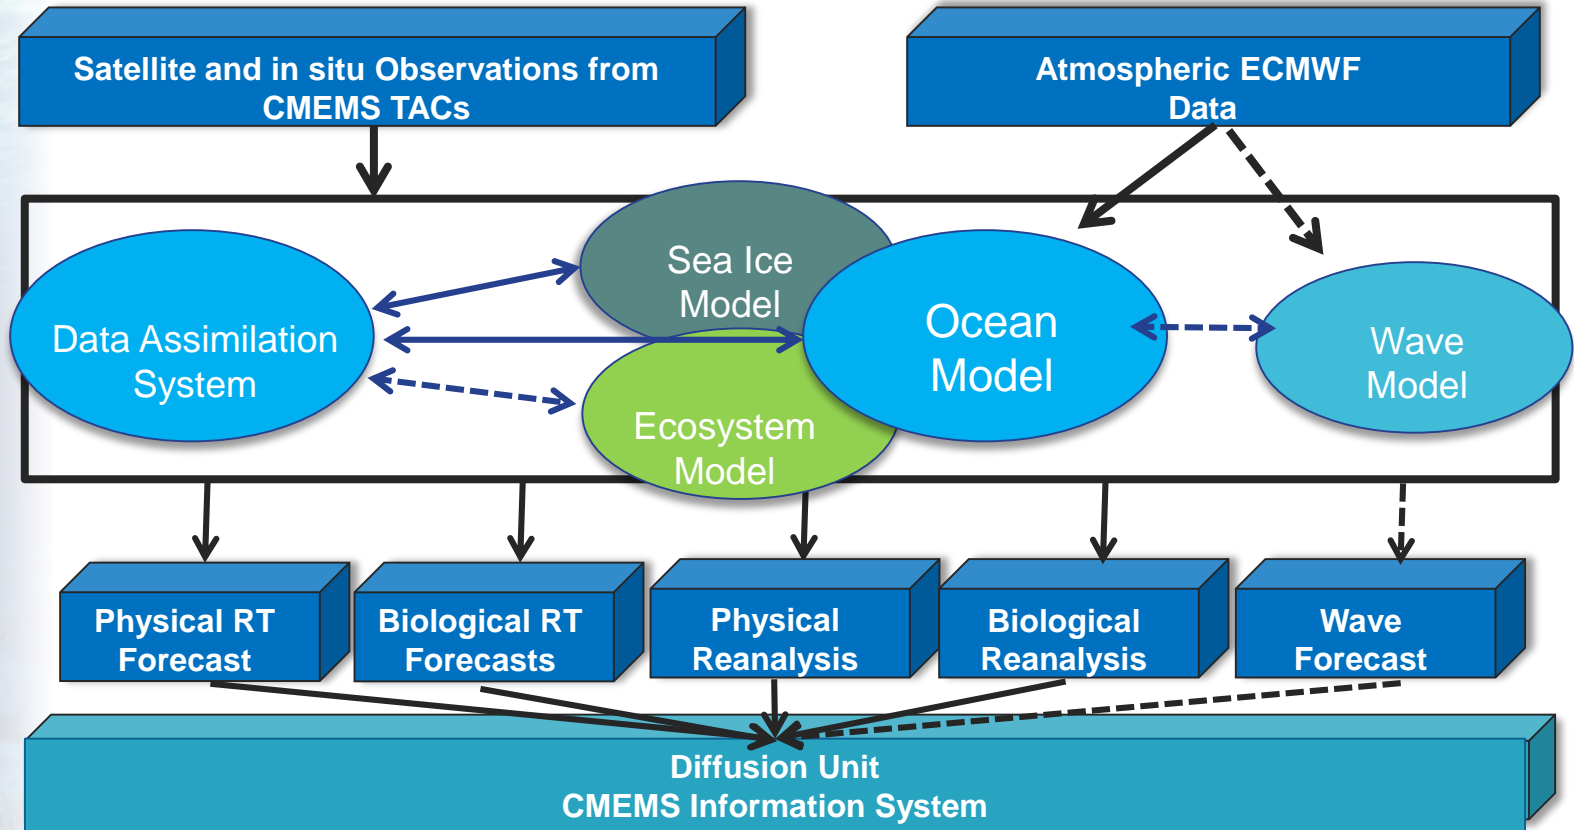 Satellite and in situ Observations from
CMEMS TACs
Atmospheric ECMWF
Data
Data Assimilation
System
Sea Ice
Model
Ecosystem
Model
Ocean
Model
Wave
Model
Physical RT
Forecast
Biological RT
Forecasts
Physical
Reanalysis
Biological
Reanalysis
Wave
Forecast
Diffusion Unit
CMEMS Information System